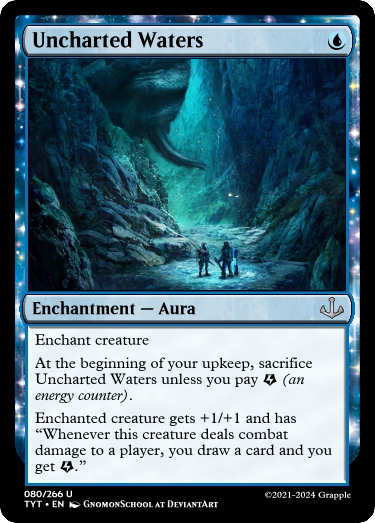 Uncharted Waters
Enchantment — Aura
Enchant creature
At the beginning of your upkeep, sacrifice
Uncharted Waters unless you pay (an
energy counter).
Enchanted creature gets +1/+1 and has
“Whenever this creature deals combat
damage to a player, you draw a card and you
get .”
080/266 U
TYT • EN GnomonSchool at DeviantArt
©2021-2024 Grapple